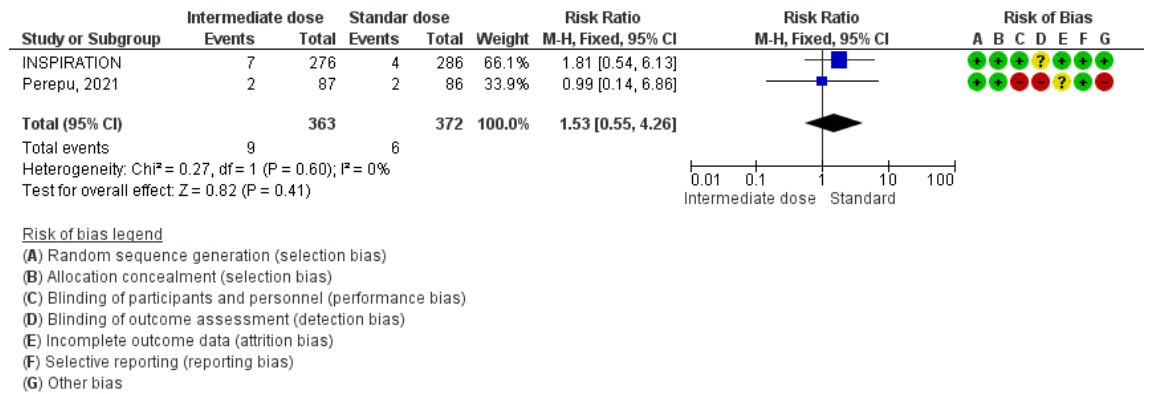 Intermediate dose Standar dose Risk Ratio Risk Ratio Risk of Bias
Study or Subgroup Events Total Events Total Weight M-H, Fixed, 95% CI M-H, Fixed, 95% CI A B C D E F G
INSPIRATION 7 276 4 286 66.1% 1.81 [0.54, 6.13] + + + ? + + +
Perepu, 2021 2 87 2 86 33.9% 0.99 [0.14, 6.86] + + - - ? + -
Total (95% CI) 363 372 100.0% 1.53 [0.55, 4.26]
Total events 9 6
Heterogeneity: Chi² = 0.27, df = 1 (P = 0.60); I² = 0%
Test for overall effect: Z = 0.82 (P = 0.41)
0.01 0.1 1 10 100
Intermediate dose Standard
Risk of bias legend
(A) Random sequence generation (selection bias)
(B) Allocation concealment (selection bias)
(C) Blinding of participants and personnel (performance bias)
(D) Blinding of outcome assessment (detection bias)
(E) Incomplete outcome data (attrition bias)
(F) Selective reporting (reporting bias)
(G) Other bias